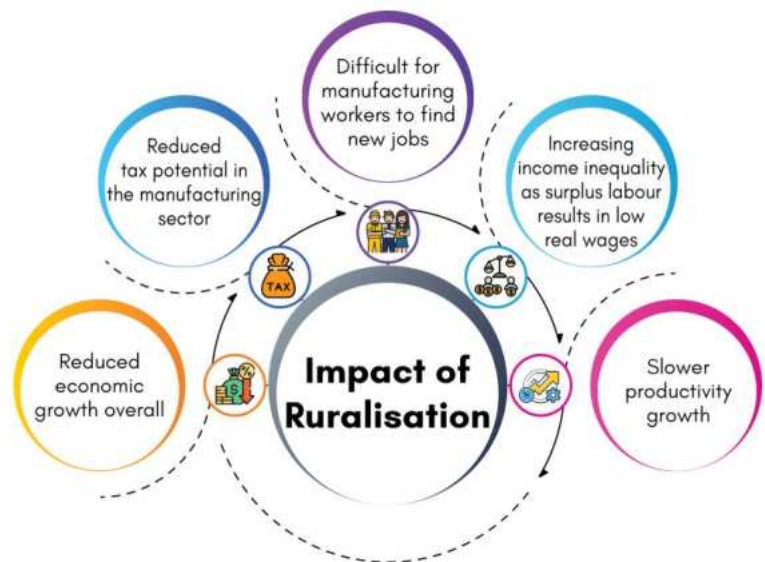 Difficult for
manufacturing
workers to find
new jobs
Reduced
tax potential in
the manufacturing
sector
Increasing
income inequality
as surplus labour
results in low
real wages
TAX
Reduced
economic
growth overall
Impact of
Ruralisation
Slower
productivity
growth